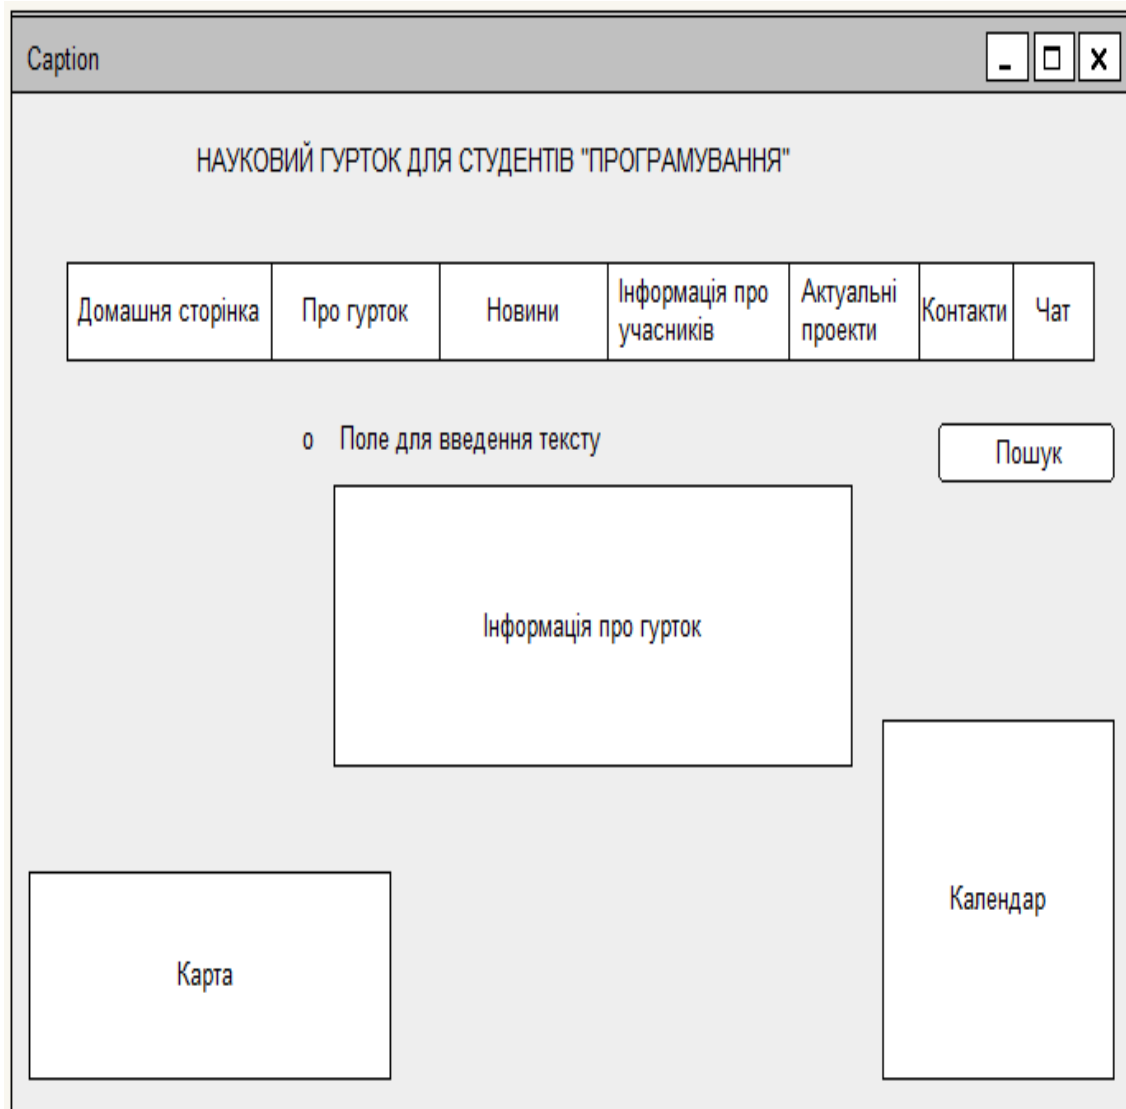 Caption
НАУКОВИЙ ГУРТОК ДЛЯ СТУДЕНТІВ "ПРОГРАМУВАННЯ"
Домашня сторінка
Про гурток
Новини
Інформація про
учасників
Актуальні
проекти
Контакти
Чат
o Поле для введення тексту
Пошук
Інформація про гурток
Календар
Карта